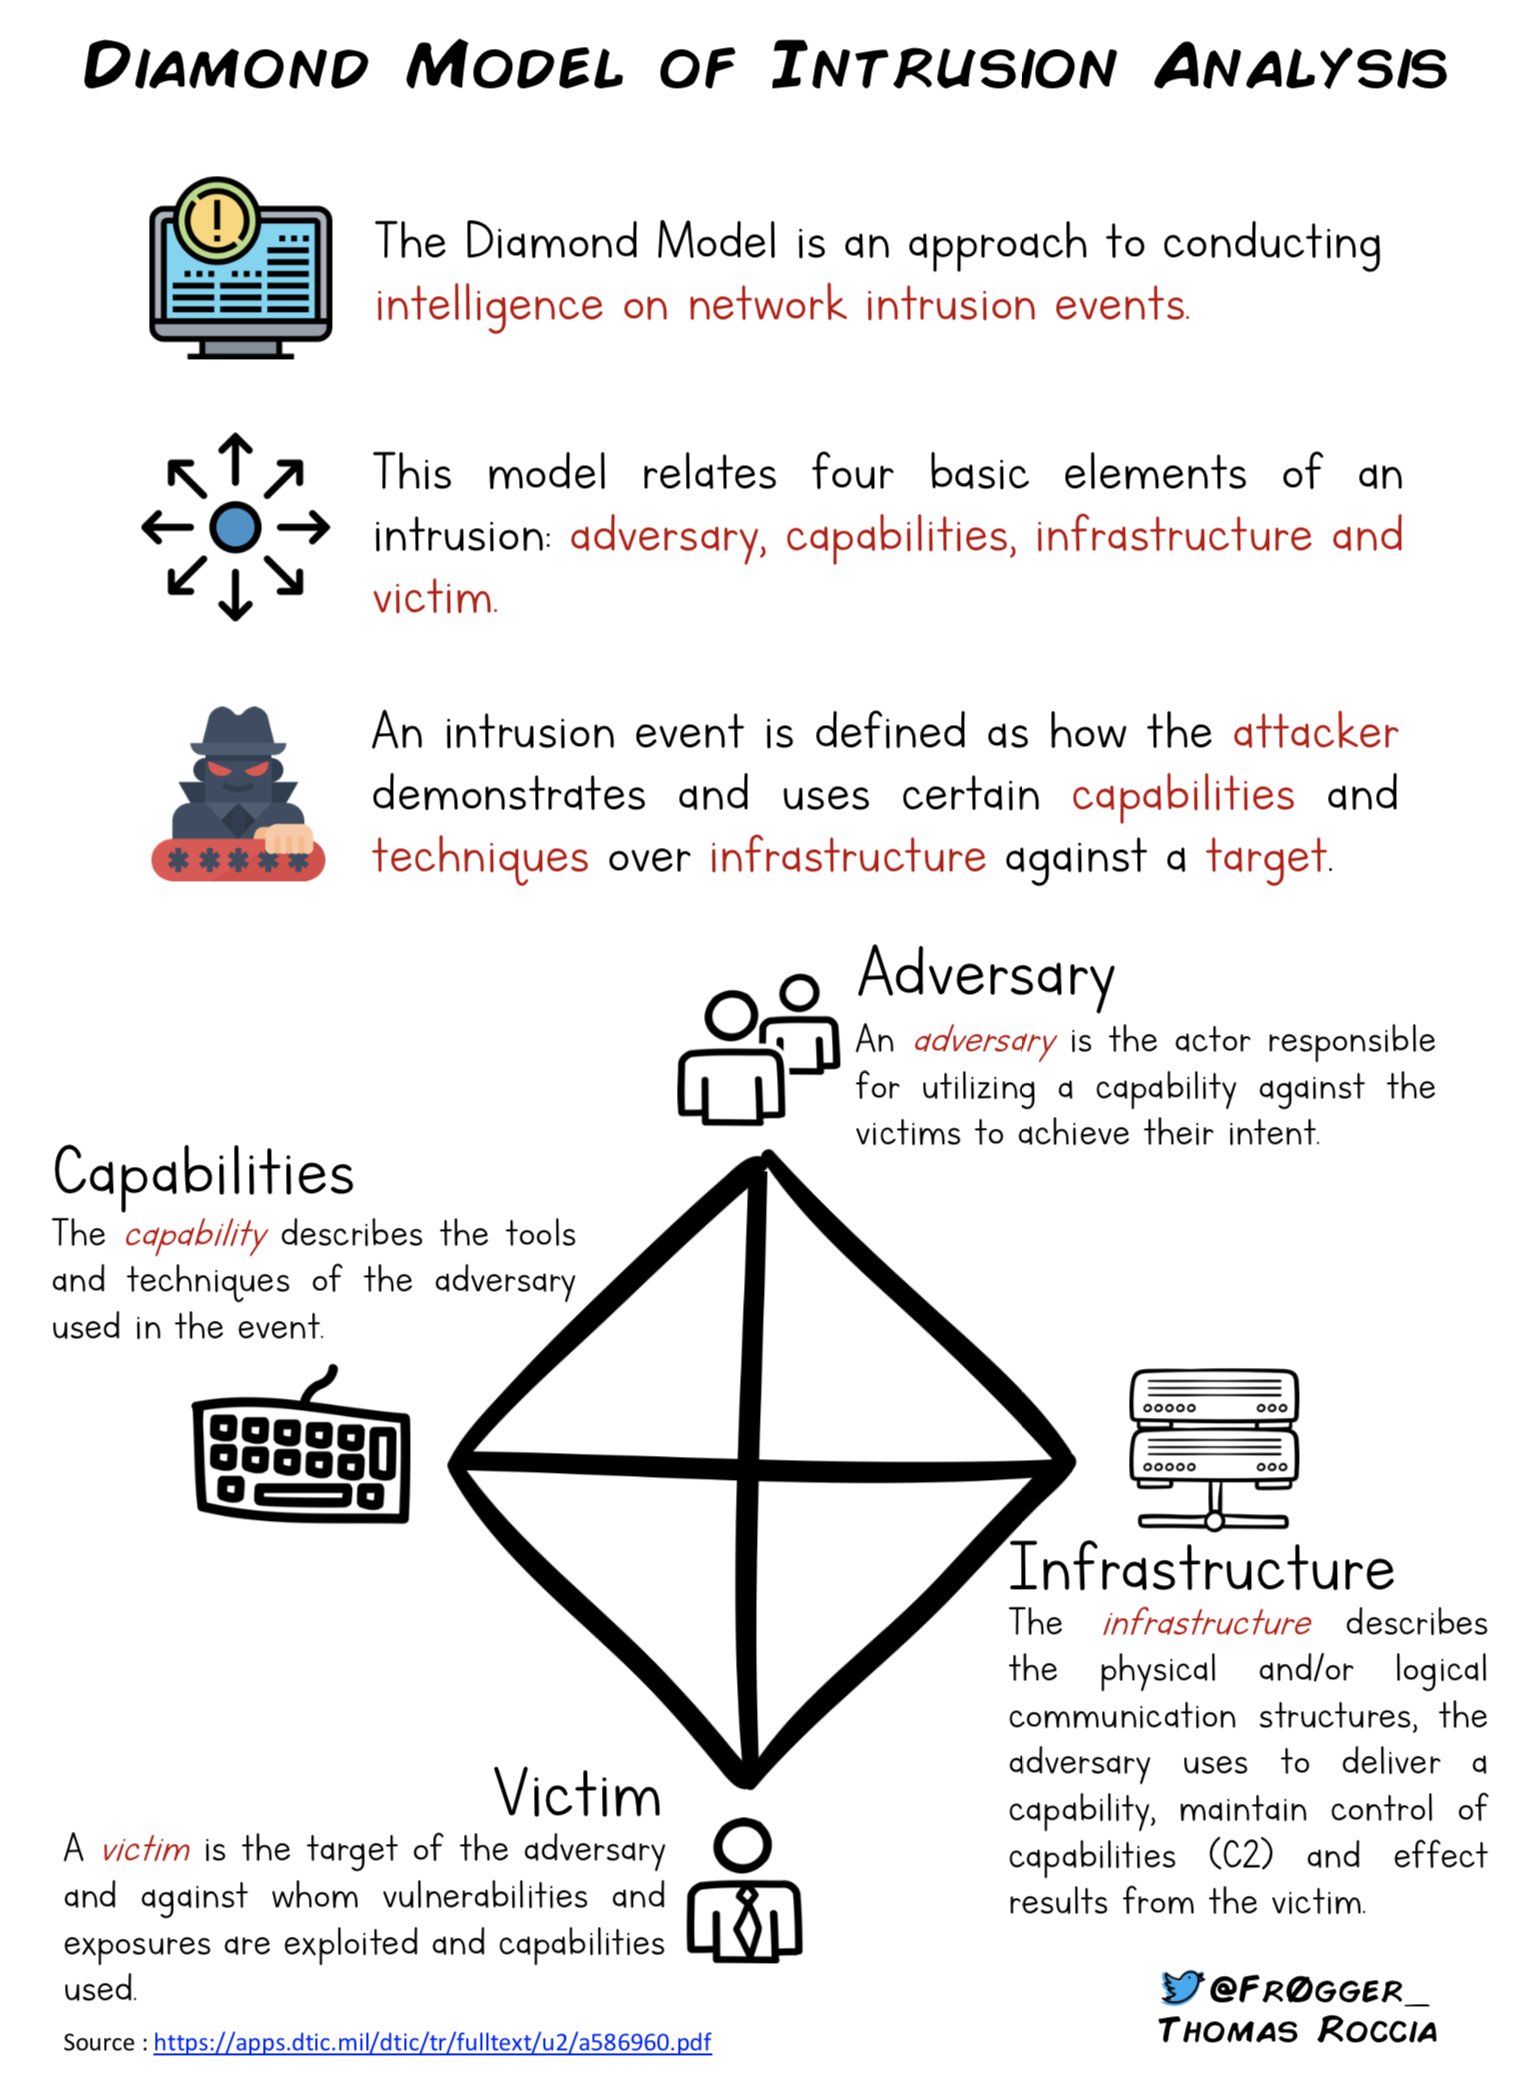 Diamond Model of Intrusion Analysis
The Diamond Model is an approach to conducting
intelligence on network intrusion events.
This model relates four basic elements of an
intrusion: adversary, capabilities, infrastructure and
victim.
An intrusion event is defined as how the attacker
demonstrates and uses certain capabilities and
techniques over infrastructure against a target.
Adversary
An adversary is the actor responsible
for utilizing a capability against the
victims to achieve their intent.
Capabilities
The capability describes the tools
and techniques of the adversary
used in the event.
Infrastructure
The infrastructure describes
the physical and/or logical
communication structures, the
adversary uses to deliver a
capability, maintain control of
capabilities (C2) and effect
results from the victim.
Victim
A victim is the target of the adversary
and against whom vulnerabilities and
exposures are exploited and capabilities
used.
Source : https://apps.dtic.mil/dtic/tr/fulltext/u2/a586960.pdf
@Fr0gger_
Thomas Roccia